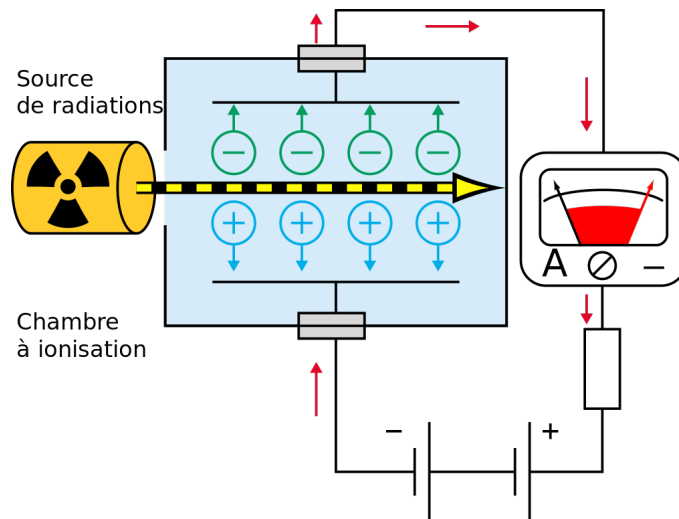 Source
de radiations
− − − −
+ + + +
A −
Chambre
à ionisation
− +